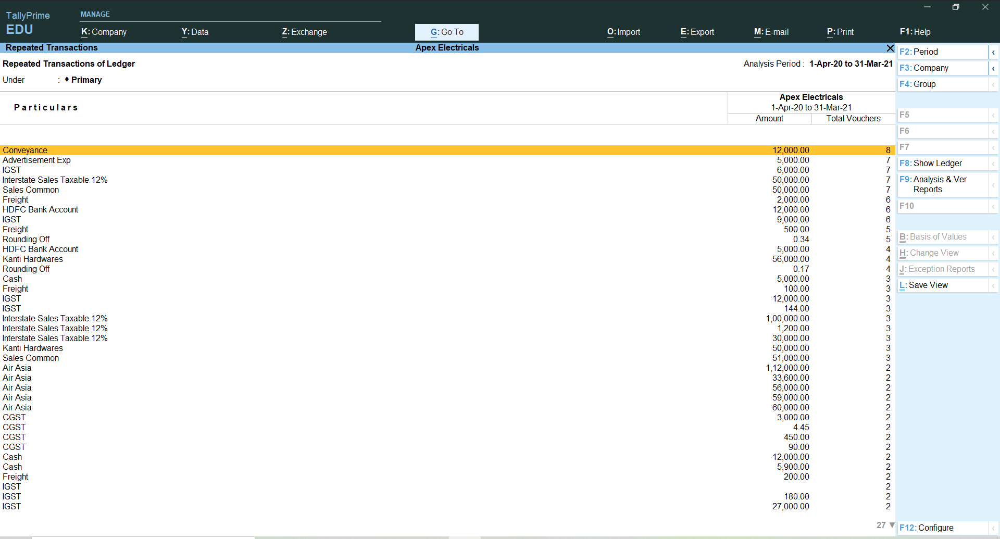 TallyPrime
EDU
MANAGE
K: Company
Y: Data
Z: Exchange
G: Go To
O: Import
E: Export
M: E-mail
P: Print
F1: Help
Repeated Transactions
Apex Electricals
Repeated Transactions of Ledger
Analysis Period : 1-Apr-20 to 31-Mar-21
Under : ♦ Primary
Particulars
Apex Electricals
1-Apr-20 to 31-Mar-21
Amount Total Vouchers
Conveyance 12,000.00 8
Advertisement Exp 5,000.00 7
IGST 6,000.00 7
Interstate Sales Taxable 12% 50,000.00 7
Sales Common 50,000.00 7
Freight 2,000.00 6
HDFC Bank Account 12,000.00 6
IGST 9,000.00 6
Freight 500.00 5
Rounding Off 0.34 5
HDFC Bank Account 5,000.00 4
Kanti Hardwares 56,000.00 4
Rounding Off 0.17 4
Cash 5,000.00 3
Freight 100.00 3
IGST 12,000.00 3
IGST 144.00 3
Interstate Sales Taxable 12% 1,00,000.00 3
Interstate Sales Taxable 12% 1,200.00 3
Interstate Sales Taxable 12% 30,000.00 3
Kanti Hardwares 50,000.00 3
Sales Common 51,000.00 3
Air Asia 1,12,000.00 2
Air Asia 33,600.00 2
Air Asia 56,000.00 2
Air Asia 59,000.00 2
Air Asia 60,000.00 2
CGST 3,000.00 2
CGST 4.45 2
CGST 450.00 2
CGST 90.00 2
Cash 12,000.00 2
Cash 5,900.00 2
Freight 200.00 2
IGST 2
IGST 180.00 2
IGST 27,000.00 2
27 ▼
F2: Period
F3: Company
F4: Group
F5
F6
F7
F8: Show Ledger
F9: Analysis & Ver
Reports
F10
B: Basis of Values
H: Change View
J: Exception Reports
L: Save View
F12: Configure